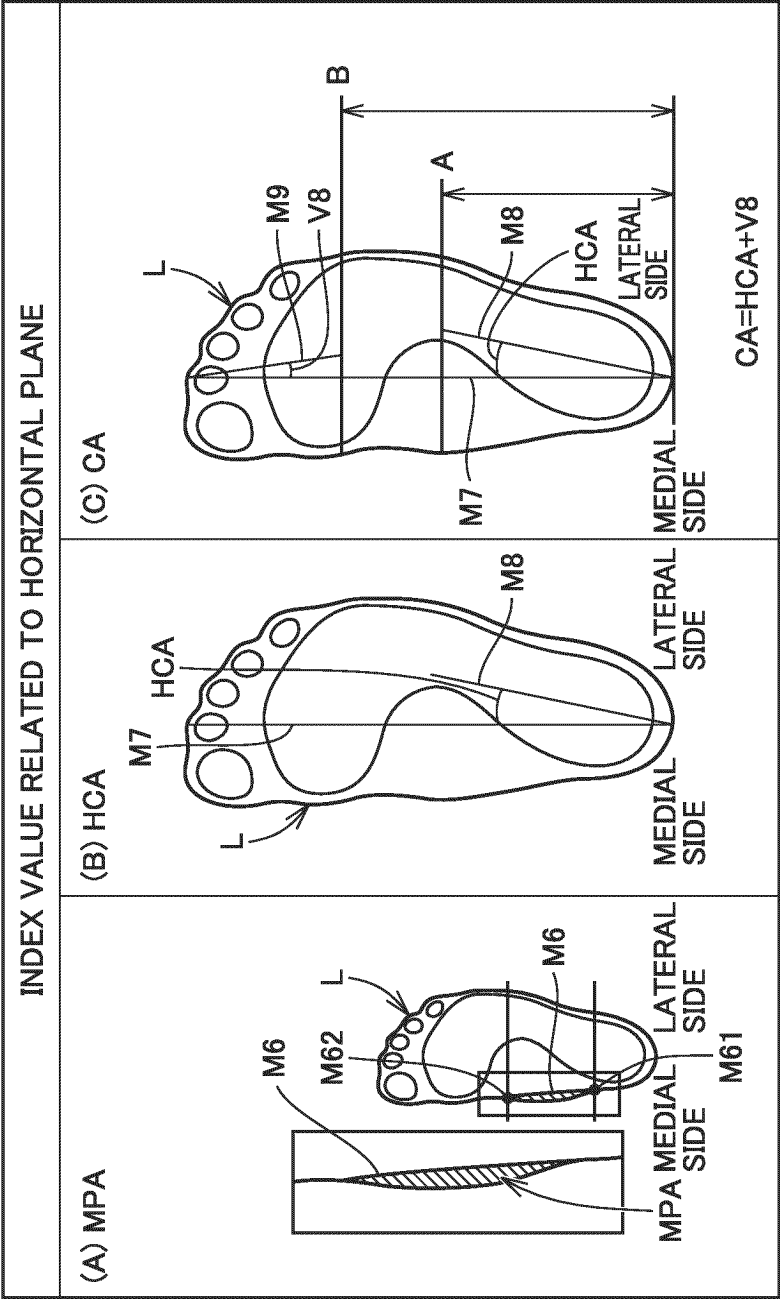 INDEX VALUE RELATED TO HORIZONTAL PLANE
(A) MPA
M6
M62
L
M6
M61
MPA
MEDIAL
SIDE
LATERAL
SIDE
(B) HCA
L
M7
HCA
M8
MEDIAL
SIDE
LATERAL
SIDE
(C) CA
L
M9
V8
B
A
M8
HCA
LATERAL
SIDE
M7
MEDIAL
SIDE
CA=HCA+V8